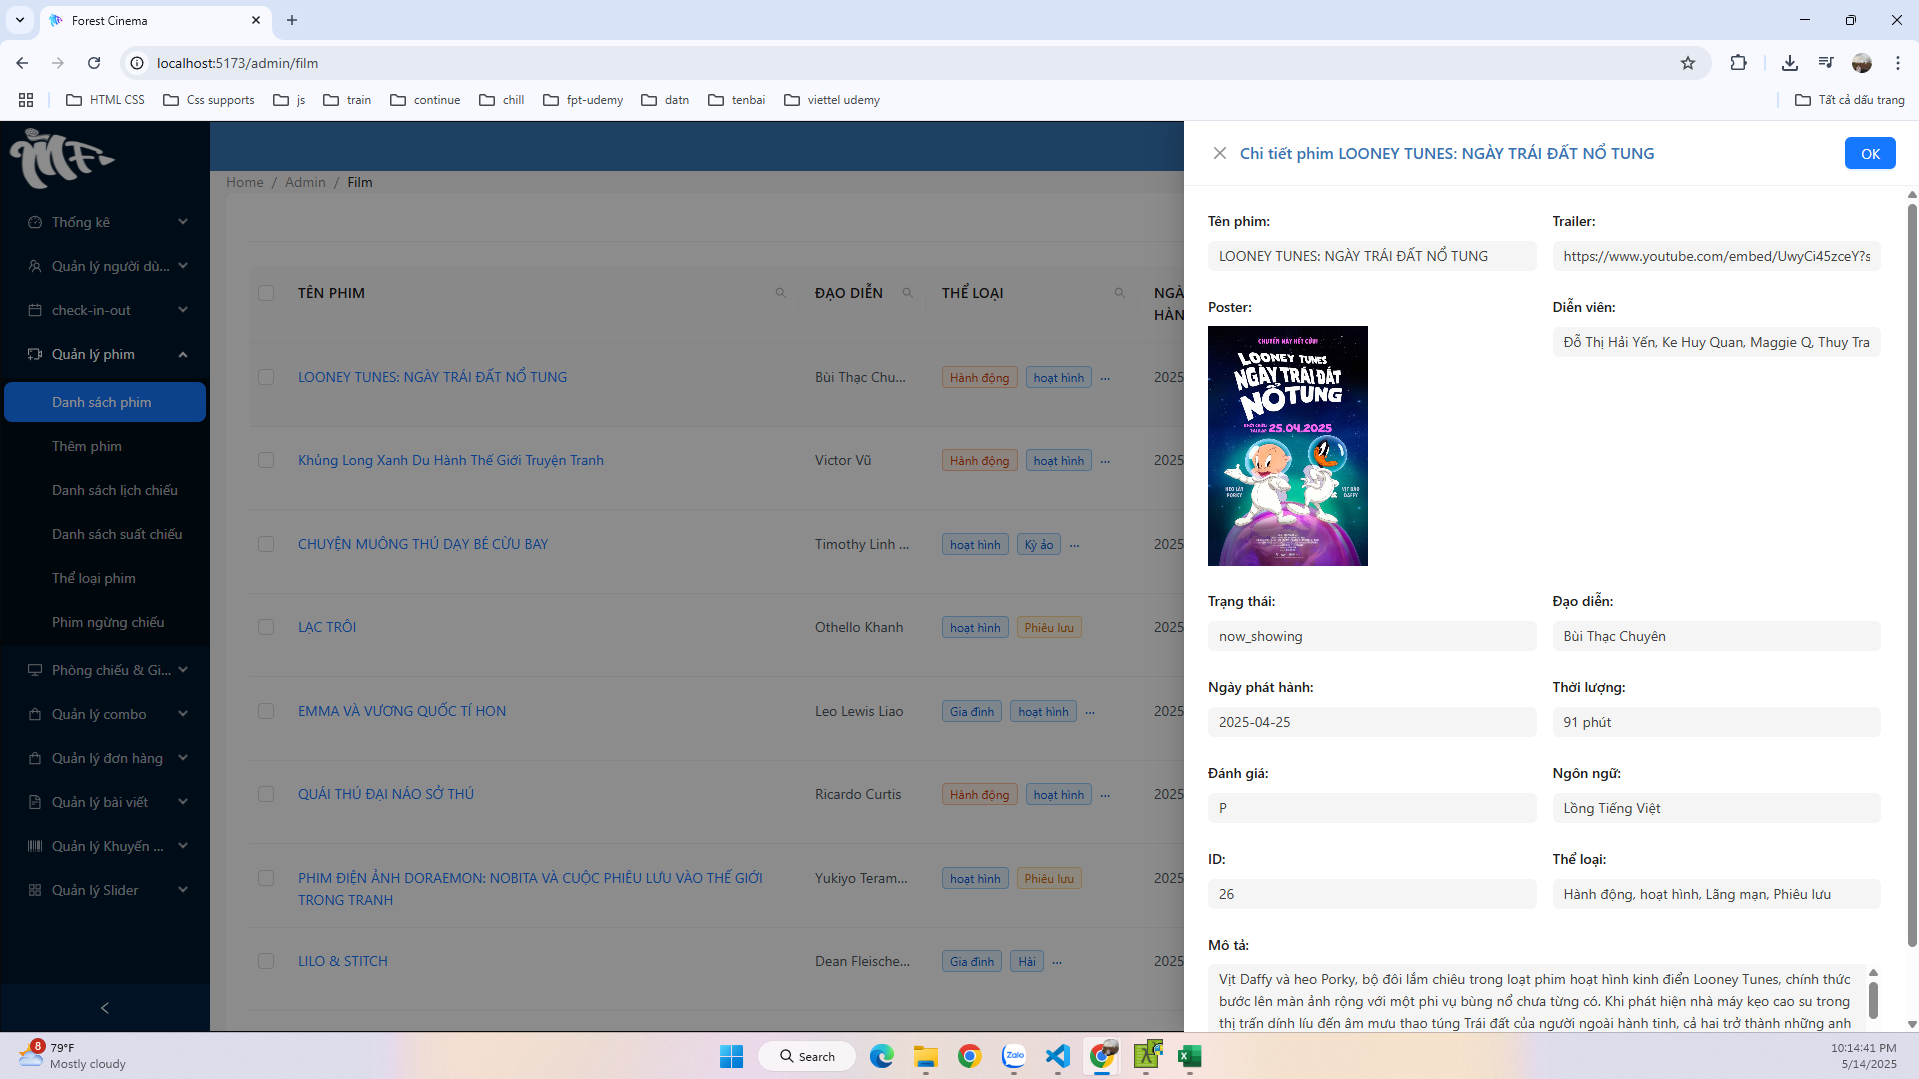 Forest Cinema
localhost:5173/admin/film
HTML CSS
Css supports
js
train
continue
chill
fpt-udemy
datn
tenbai
viettel udemy
Tất cả dấu trang
MF
Thống kê
Quản lý người dù...
check-in-out
Quản lý phim
Danh sách phim
Thêm phim
Danh sách lịch chiếu
Danh sách suất chiếu
Thể loại phim
Phim ngừng chiếu
Phòng chiếu & Gi...
Quản lý combo
Quản lý đơn hàng
Quản lý bài viết
Quản lý Khuyến ...
Quản lý Slider
Home / Admin / Film
TÊN PHIM
ĐẠO DIỄN
THỂ LOẠI
NGÀ
HÀN
LOONEY TUNES: NGÀY TRÁI ĐẤT NỔ TUNG
Bùi Thạc Chu...
Hành động
hoạt hình
...
2025
Khủng Long Xanh Du Hành Thế Giới Truyện Tranh
Victor Vũ
Hành động
hoạt hình
...
2025
CHUYỆN MUÔNG THÚ DẠY BÉ CỪU BAY
Timothy Linh ...
hoạt hình
Kỳ ảo
...
2025
LẠC TRÔI
Othello Khanh
hoạt hình
Phiêu lưu
2025
EMMA VÀ VƯƠNG QUỐC TÍ HON
Leo Lewis Liao
Gia đình
hoạt hình
...
2025
QUÁI THÚ ĐẠI NÁO SỞ THÚ
Ricardo Curtis
Hành động
hoạt hình
...
2025
PHIM ĐIỆN ẢNH DORAEMON: NOBITA VÀ CUỘC PHIÊU LƯU VÀO THẾ GIỚI
TRONG TRANH
Yukiyo Teram...
hoạt hình
Phiêu lưu
2025
LILO & STITCH
Dean Fleische...
Gia đình
Hài
...
2025
Chi tiết phim LOONEY TUNES: NGÀY TRÁI ĐẤT NỔ TUNG
OK
Tên phim:
LOONEY TUNES: NGÀY TRÁI ĐẤT NỔ TUNG
Trailer:
https://www.youtube.com/embed/UwyCi45zceY?s
Poster:
CHUYẾN NÀY HẾT CỨU!
LOONEY TUNES
NGÀY TRÁI ĐẤT
NỔ TUNG
25.04.2025
HEO LẮP
PORKY
VỊT BÁO
DAFFY
Diễn viên:
Đỗ Thị Hải Yến, Ke Huy Quan, Maggie Q, Thuy Tra
Trạng thái:
now_showing
Đạo diễn:
Bùi Thạc Chuyên
Ngày phát hành:
2025-04-25
Thời lượng:
91 phút
Đánh giá:
P
Ngôn ngữ:
Lồng Tiếng Việt
ID:
26
Thể loại:
Hành động, hoạt hình, Lãng mạn, Phiêu lưu
Mô tả:
Vịt Daffy và heo Porky, bộ đôi lắm chiêu trong loạt phim hoạt hình kinh điển Looney Tunes, chính thức
bước lên màn ảnh rộng với một phi vụ bùng nổ chưa từng có. Khi phát hiện nhà máy kẹo cao su trong
thị trấn dính líu đến âm mưu thao túng Trái đất của người ngoài hành tinh, cả hai trở thành những anh
8
79°F
Mostly cloudy
Search
Zalo
10:14:41 PM
5/14/2025